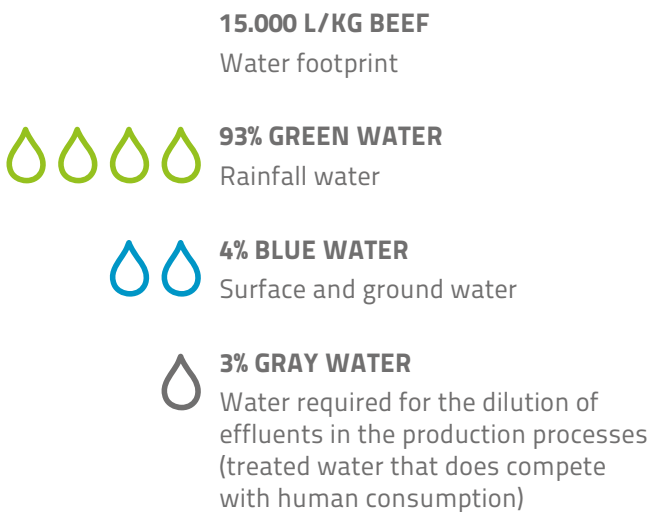 15.000 L/KG BEEF
Water footprint
93% GREEN WATER
Rainfall water
4% BLUE WATER
Surface and ground water
3% GRAY WATER
Water required for the dilution of
effluents in the production processes
(treated water that does compete
with human consumption)